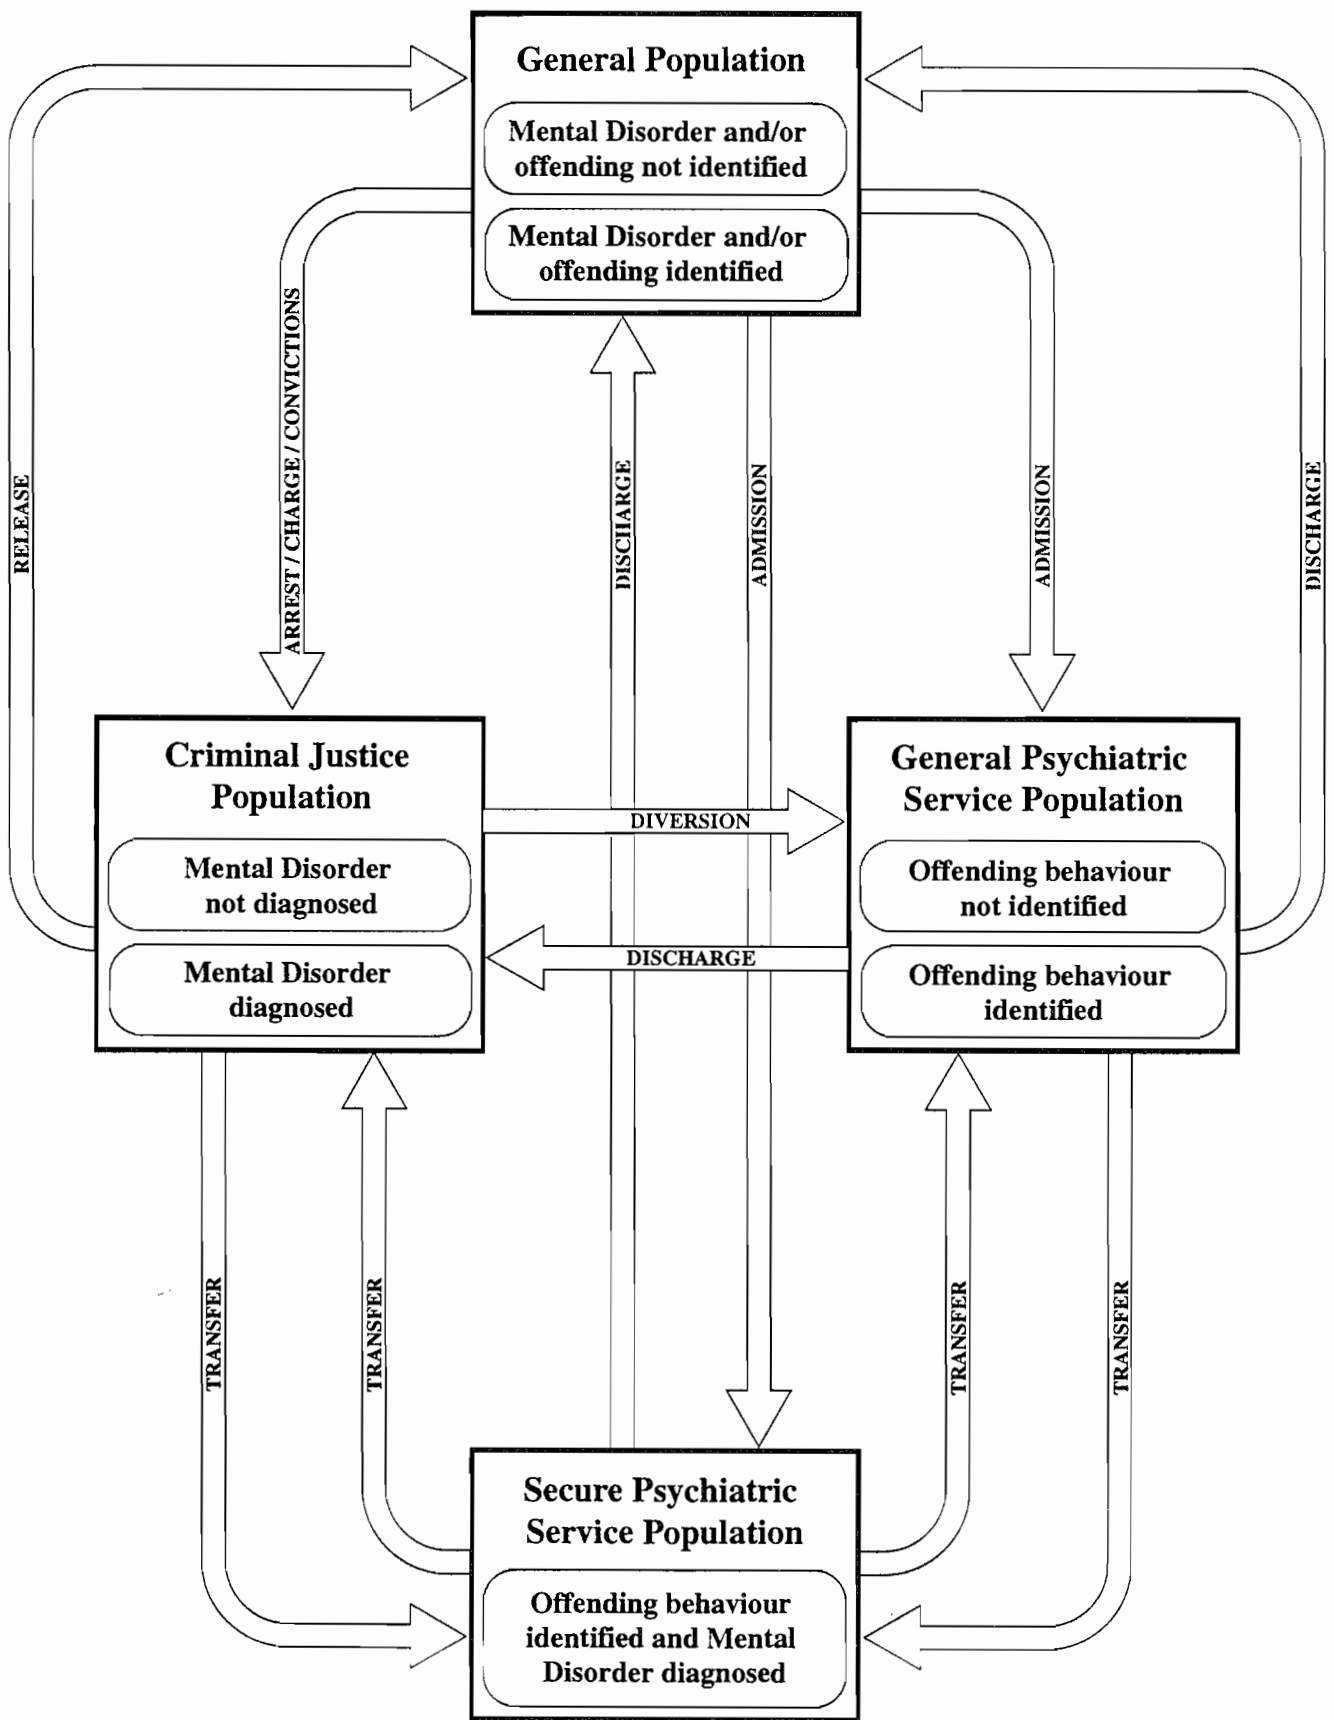 General Population
Mental Disorder and/or
offending not identified
Mental Disorder and/or
offending identified
RELEASE
ARREST / CHARGE / CONVICTIONS
DISCHARGE
ADMISSION
ADMISSION
DISCHARGE
Criminal Justice
Population
Mental Disorder
not diagnosed
Mental Disorder
diagnosed
DIVERSION
DISCHARGE
General Psychiatric
Service Population
Offending behaviour
not identified
Offending behaviour
identified
TRANSFER
TRANSFER
TRANSFER
TRANSFER
Secure Psychiatric
Service Population
Offending behaviour
identified and Mental
Disorder diagnosed